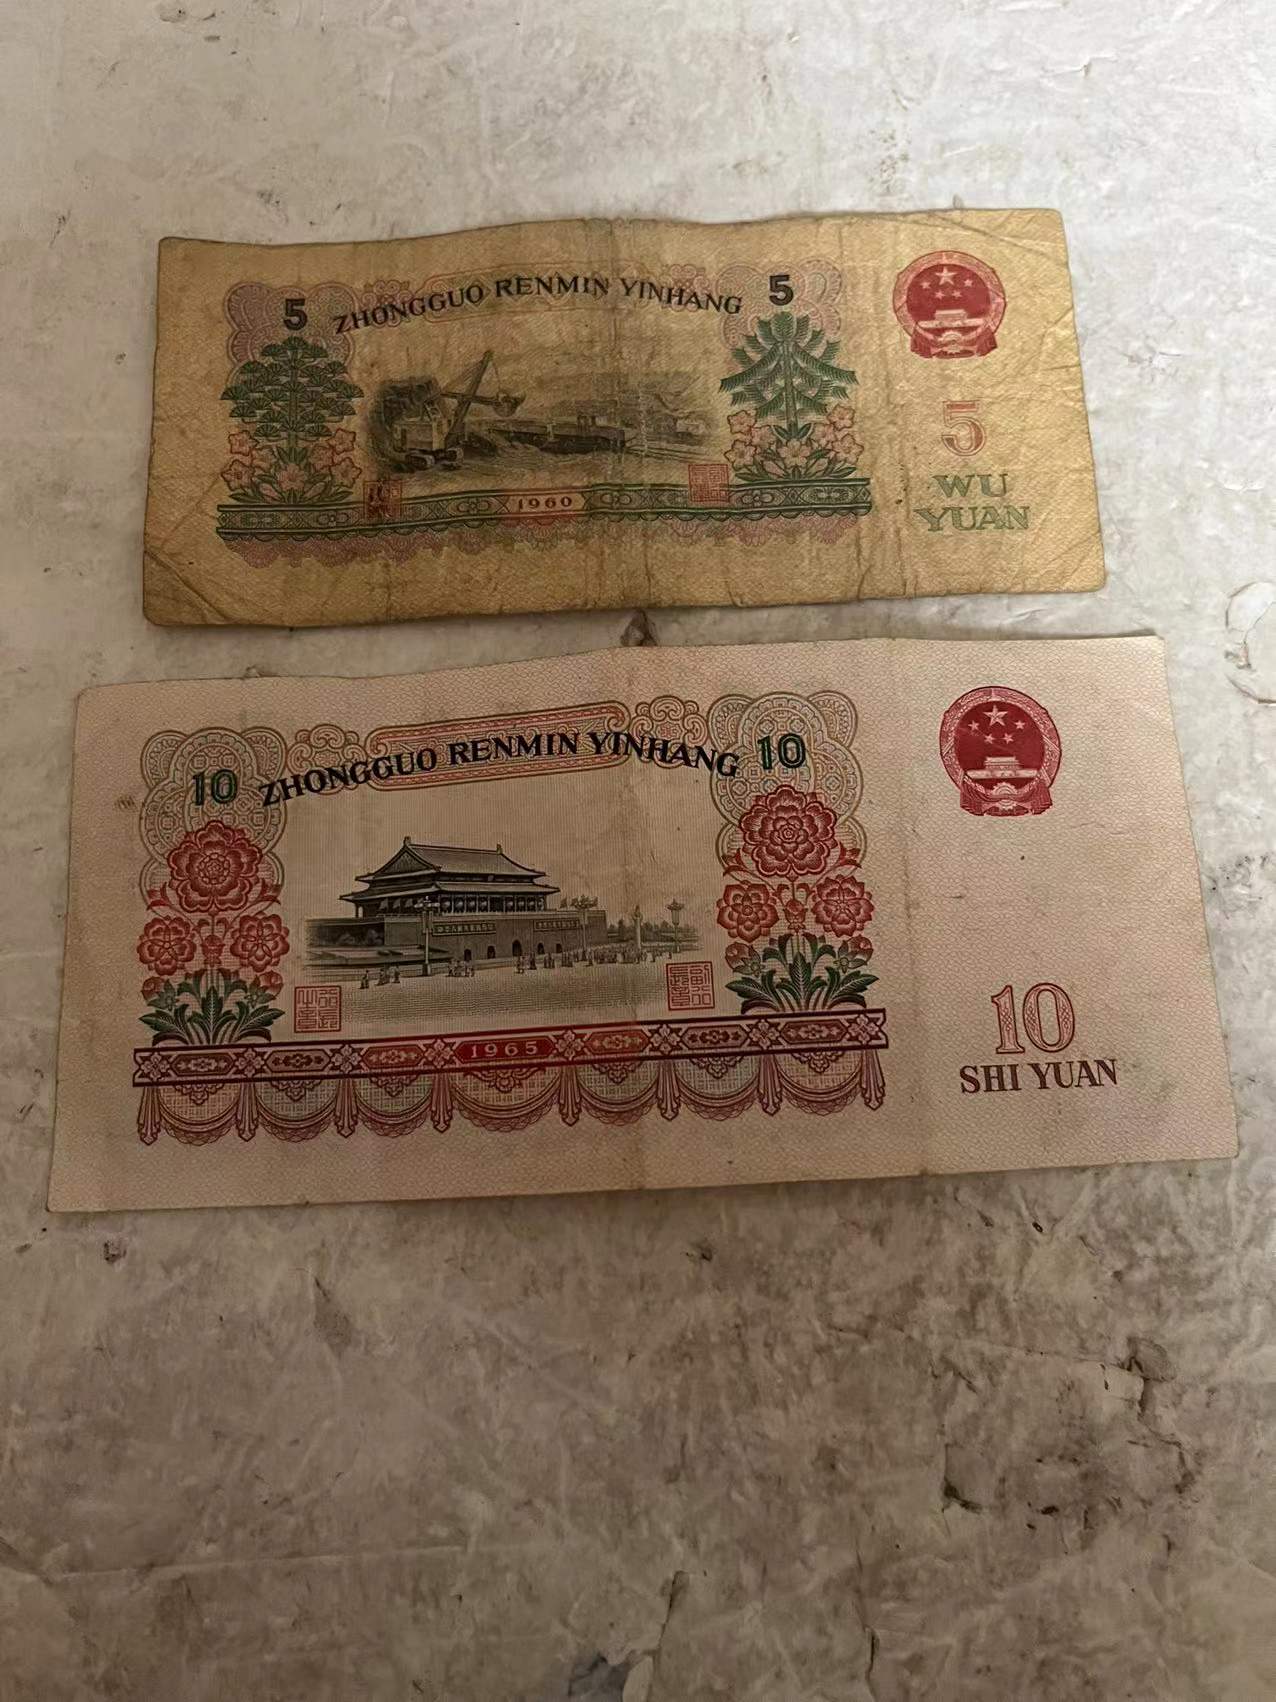 5 ZHONGGUO RENMIN YINHANG 5
1960
5
WU
YUAN
10 ZHONGGUO RENMIN YINHANG 10
1965
10
SHI YUAN